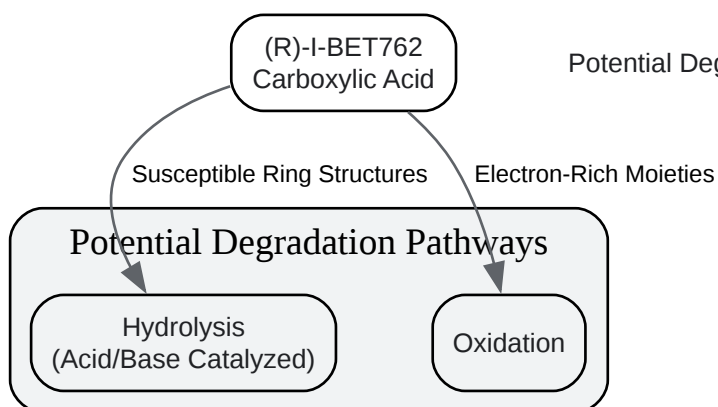 (R)-I-BET762
Carboxylic Acid
Potential Deg
Susceptible Ring Structures
Electron-Rich Moieties
Potential Degradation Pathways
Hydrolysis
(Acid/Base Catalyzed)
Oxidation